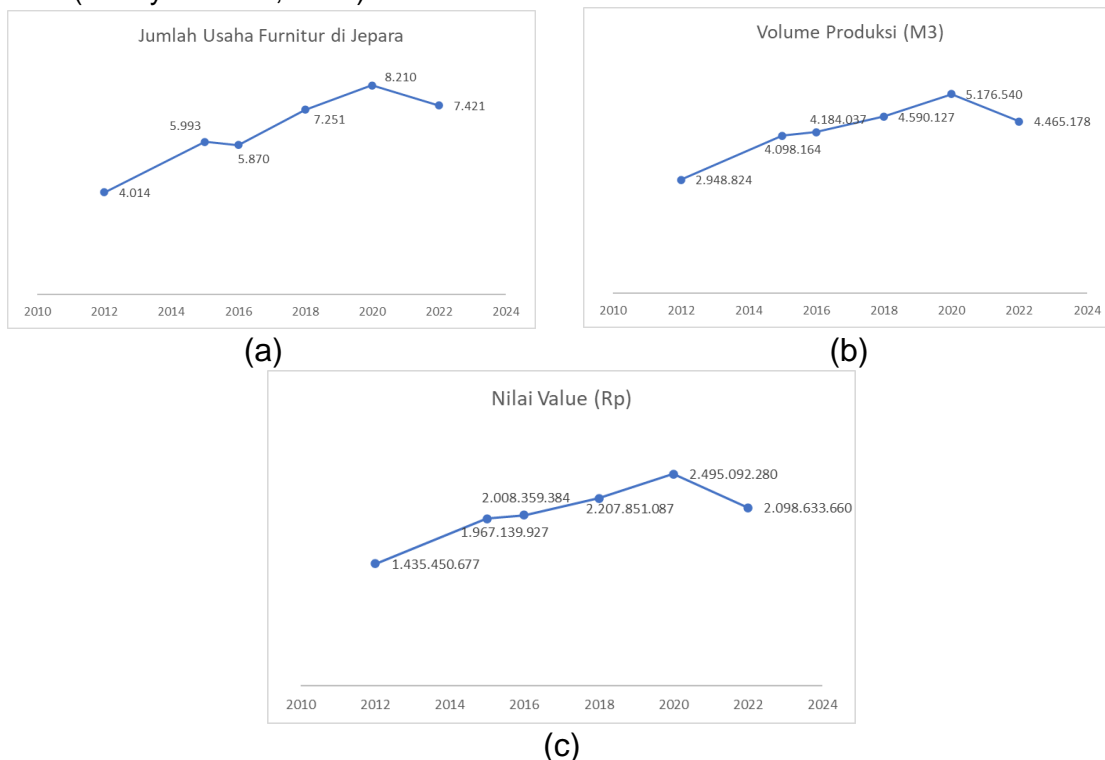 Jumlah Usaha Furnitur di Jepara
8.210
7.421
7.251
5.993
5.870
4.014
2010 2012 2014 2016 2018 2020 2022 2024
(a)
Volume Produksi (M3)
5.176.540
4.465.178
4.184.037
4.590.127
4.098.164
2.948.824
2010 2012 2014 2016 2018 2020 2022 2024
(b)
Nilai Value (Rp)
2.495.092.280
2.008.359.384
2.207.851.087
2.098.633.660
1.967.139.927
1.435.450.677
2010 2012 2014 2016 2018 2020 2022 2024
(c)